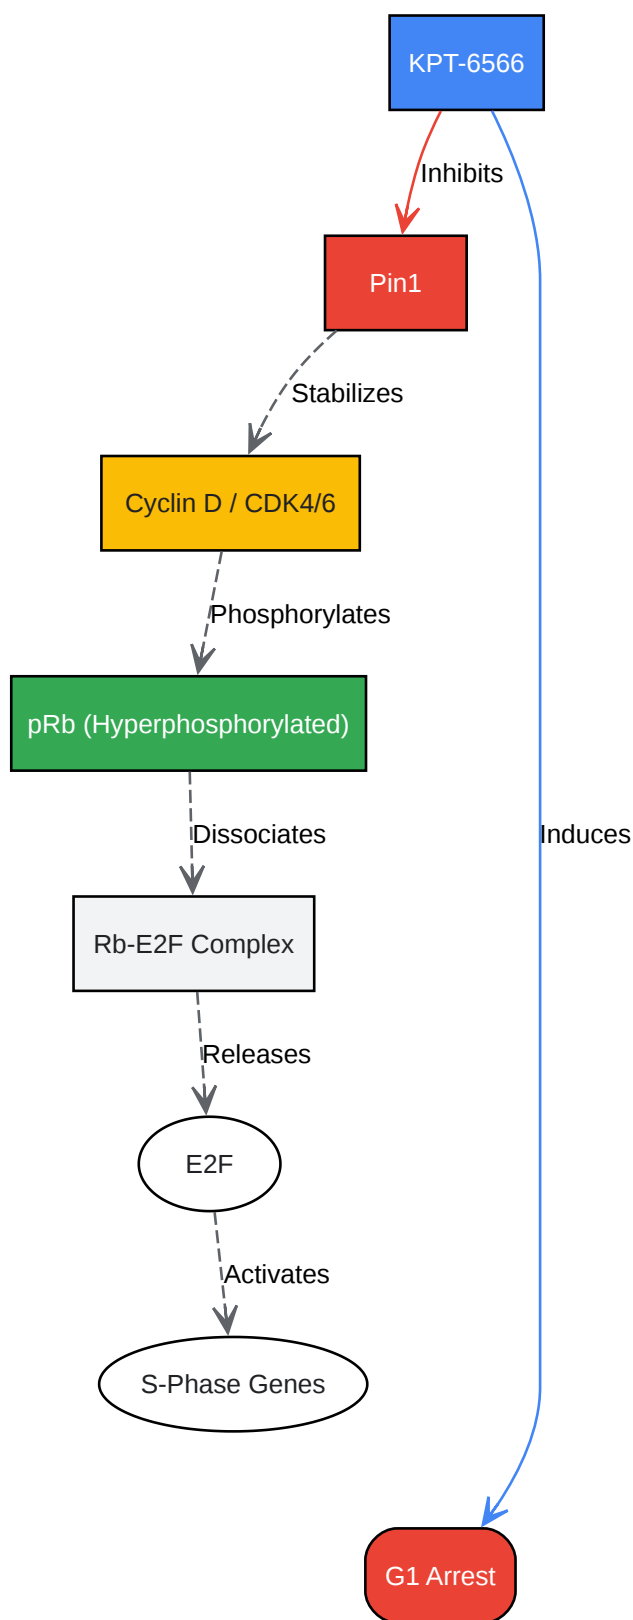 KPT-6566
Inhibits
Pin1
Stabilizes
Cyclin D / CDK4/6
Phosphorylates
pRb (Hyperphosphorylated)
Dissociates
Induces
Rb-E2F Complex
Releases
E2F
Activates
S-Phase Genes
G1 Arrest